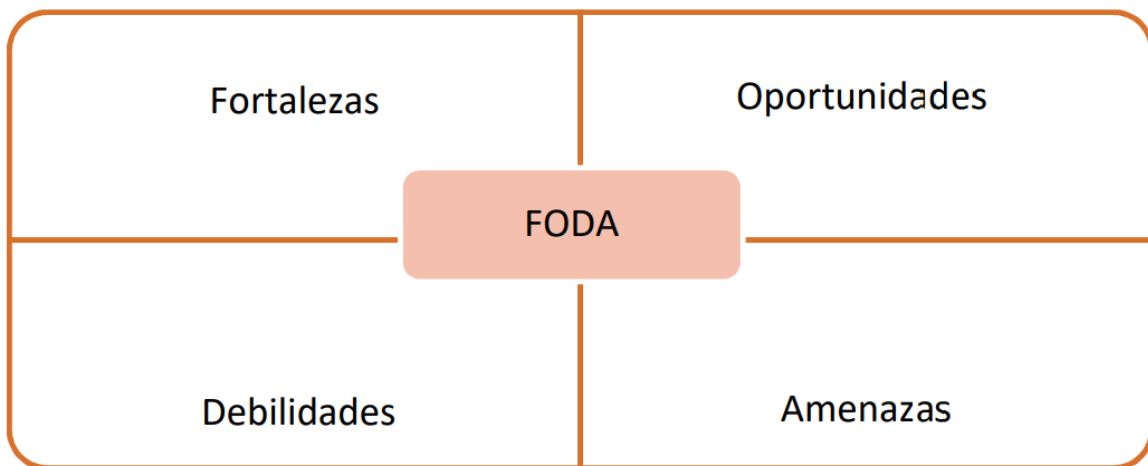 Fortalezas
Oportunidades
FODA
Debilidades
Amenazas